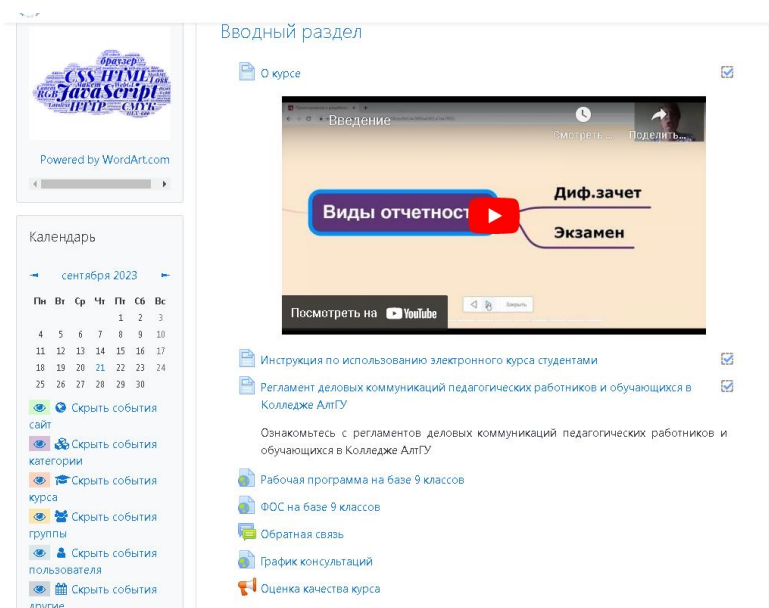 браузер
CSS HTML
RGB JavaScript
HTTP CMYK
Powered by WordArt.com
Календарь
сентября 2023
Пн Вт Ср Чт Пт Сб Вс
1 2 3
4 5 6 7 8 9 10
11 12 13 14 15 16 17
18 19 20 21 22 23 24
25 26 27 28 29 30
Скрыть события
сайт
Скрыть события
категории
Скрыть события
курса
Скрыть события
группы
Скрыть события
пользователя
Скрыть события
другие
Вводный раздел
О курсе
Введение
Смотреть ...
Поделить...
Виды отчетност
Диф.зачет
Экзамен
Посмотреть на YouTube
Закрыть
Инструкция по использованию электронного курса студентами
Регламент деловых коммуникаций педагогических работников и обучающихся в
Колледже АлтГУ
Ознакомьтесь с регламентов деловых коммуникаций педагогических работников и
обучающихся в Колледже АлтГУ
Рабочая программа на базе 9 классов
ФОС на базе 9 классов
Обратная связь
График консультаций
Оценка качества курса